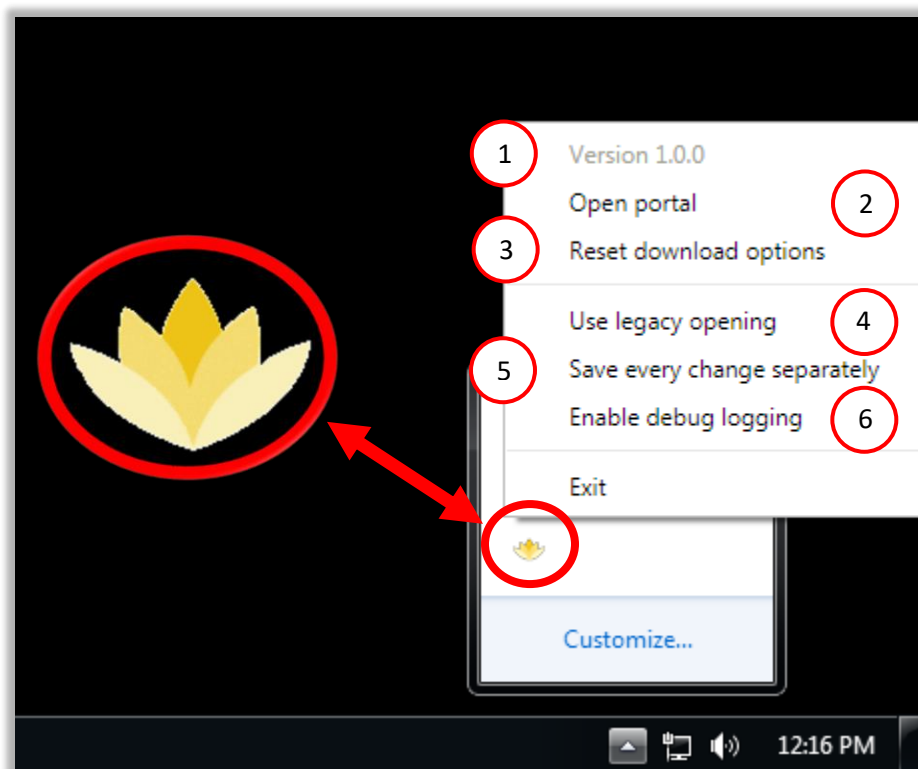 1 Version 1.0.0
Open portal 2
3 Reset download options
Use legacy opening 4
5 Save every change separately
Enable debug logging 6
Exit
Customize...
12:16 PM